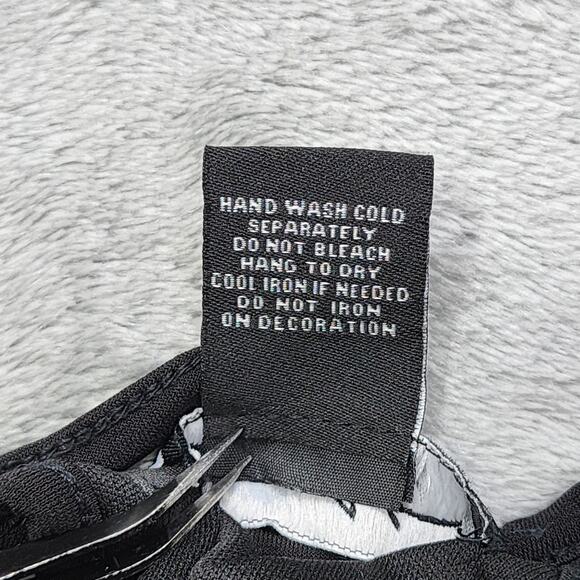 HAND WASH COLD
SEPARATELY
DO NOT BLEACH
HANG TO DRY
COOL IRON IF NEEDED
DO NOT IRON
ON DECORATION